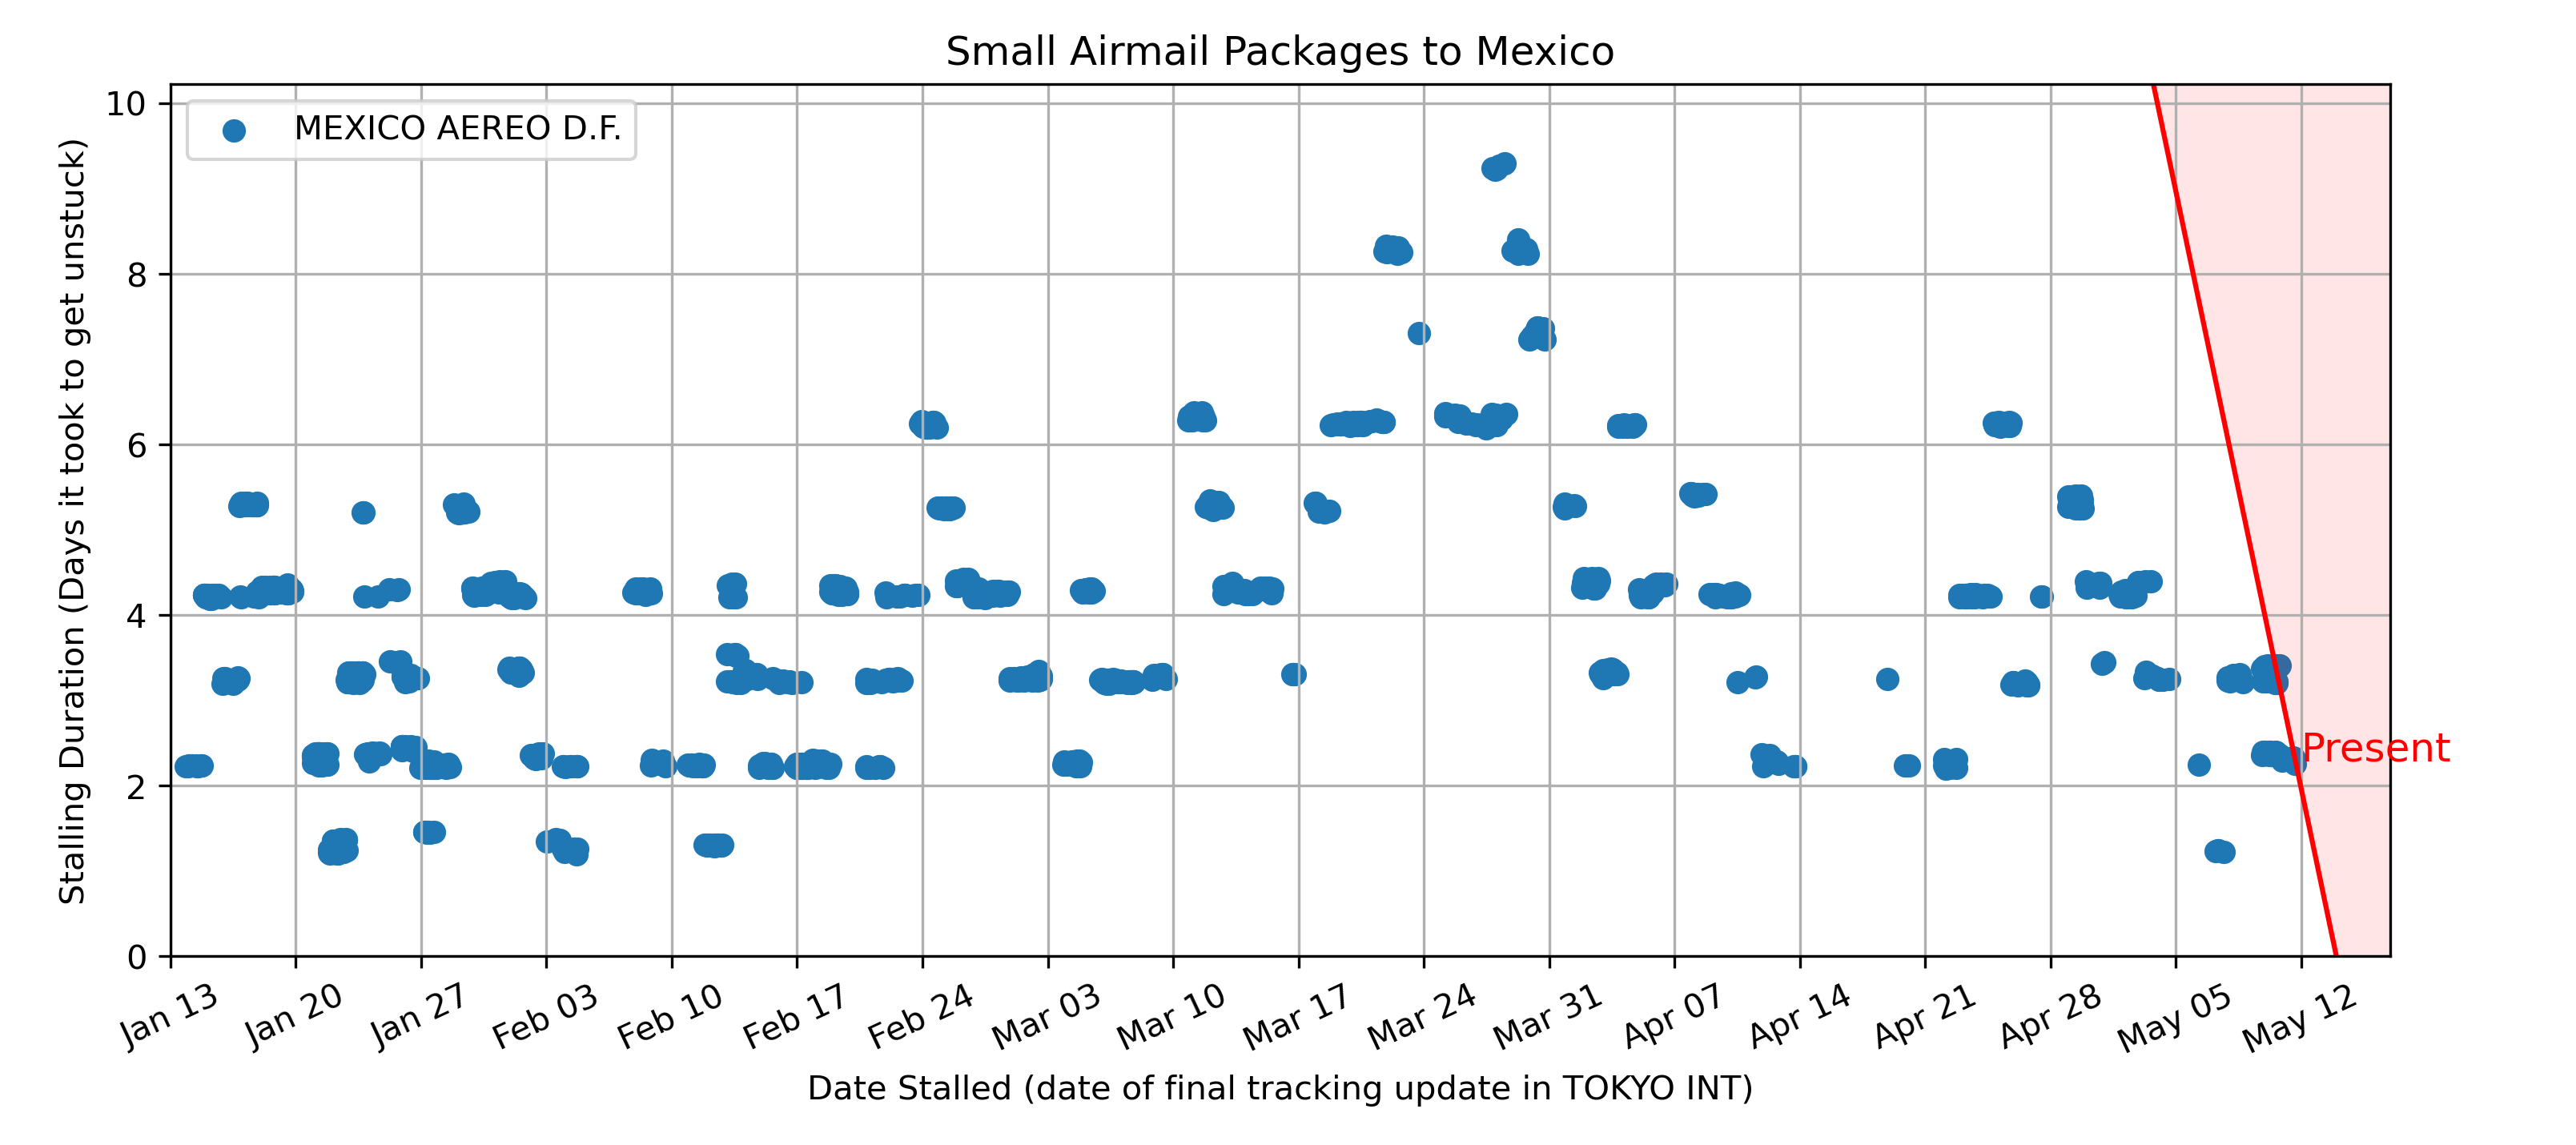 Small Airmail Packages to Mexico
MEXICO AEREO D.F.
Stalling Duration (Days it took to get unstuck)
10
8
6
4
2
0
Present
Jan 13
Jan 20
Jan 27
Feb 03
Feb 10
Feb 17
Feb 24
Mar 03
Mar 10
Mar 17
Mar 24
Mar 31
Apr 07
Apr 14
Apr 21
Apr 28
May 05
May 12
Date Stalled (date of final tracking update in TOKYO INT)